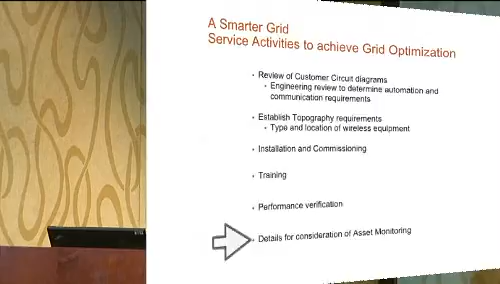 A Smarter Grid
Service Activities to achieve Grid Optimization
• Review of Customer Circuit diagrams
• Engineering review to determine automation and
communication requirements
• Establish Topography requirements
• Type and location of wireless equipment
• Installation and Commissioning
• Training
• Performance verification
• Details for consideration of Asset Monitoring